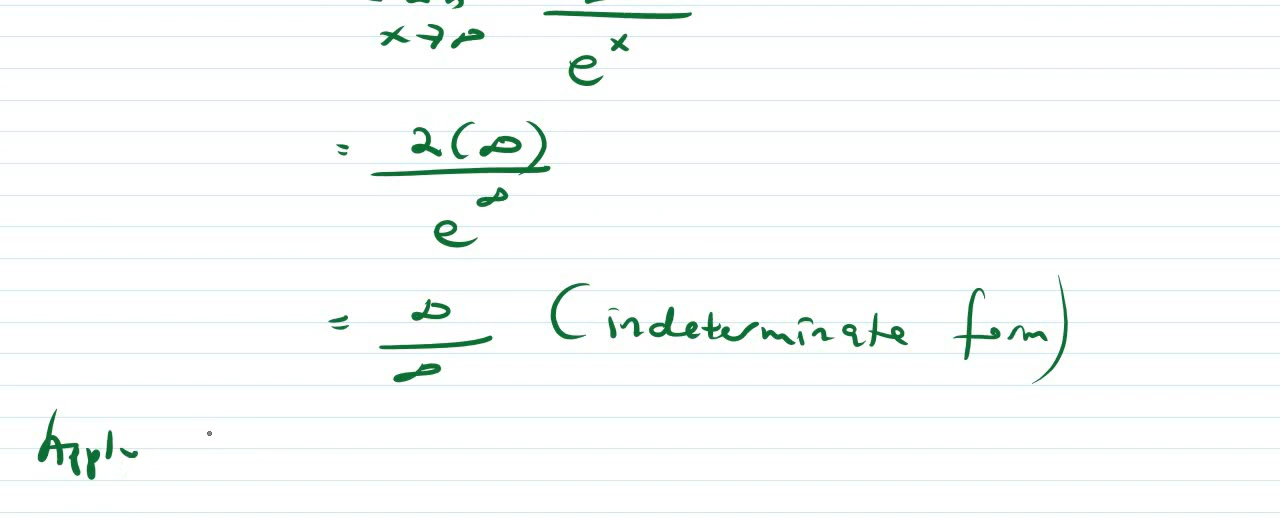 x→∞ e^x
= 2(∞) / e^∞
= ∞ / ∞ (indeterminate form)
Apply